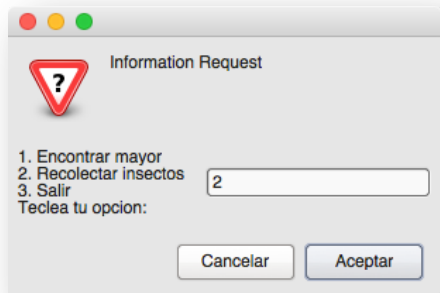 ?
Information Request
1. Encontrar mayor
2. Recolectar insectos
3. Salir
Teclea tu opcion:
2
Cancelar
Aceptar